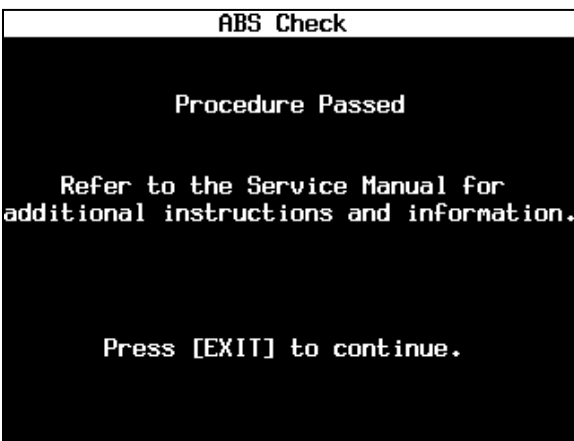 ABS Check
Procedure Passed
Refer to the Service Manual for
additional instructions and information.
Press [EXIT] to continue.